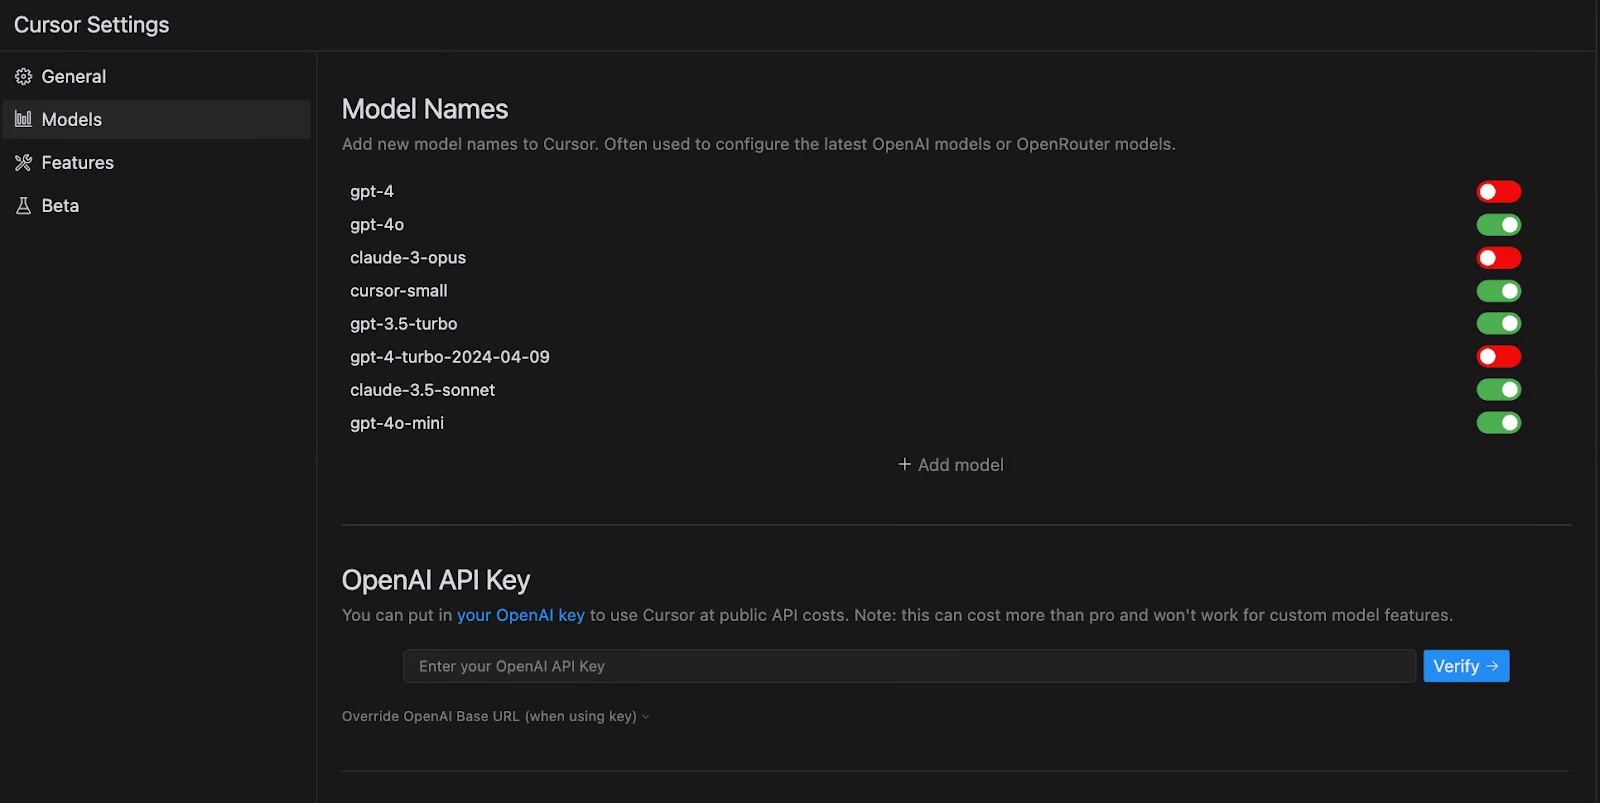 Cursor Settings
General
Models
Features
Beta
Model Names
Add new model names to Cursor. Often used to configure the latest OpenAI models or OpenRouter models.
gpt-4
gpt-4o
claude-3-opus
cursor-small
gpt-3.5-turbo
gpt-4-turbo-2024-04-09
claude-3.5-sonnet
gpt-4o-mini
+ Add model
OpenAI API Key
You can put in your OpenAI key to use Cursor at public API costs. Note: this can cost more than pro and won't work for custom model features.
Enter your OpenAI API Key
Verify →
Override OpenAI Base URL (when using key)